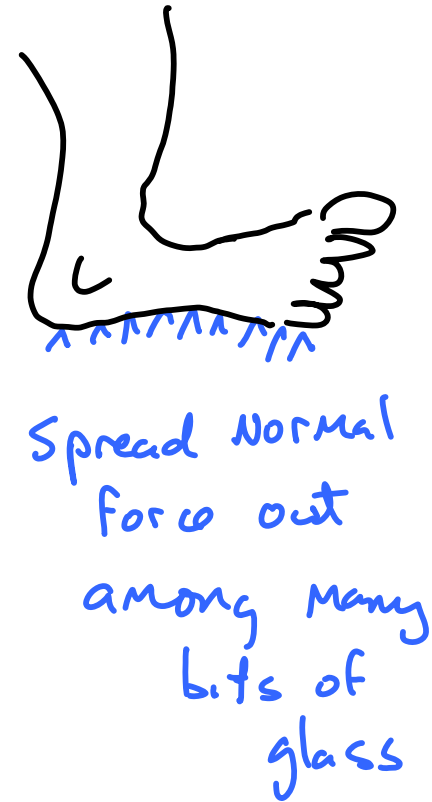 Spread Normal
force out
among many
bits of
glass